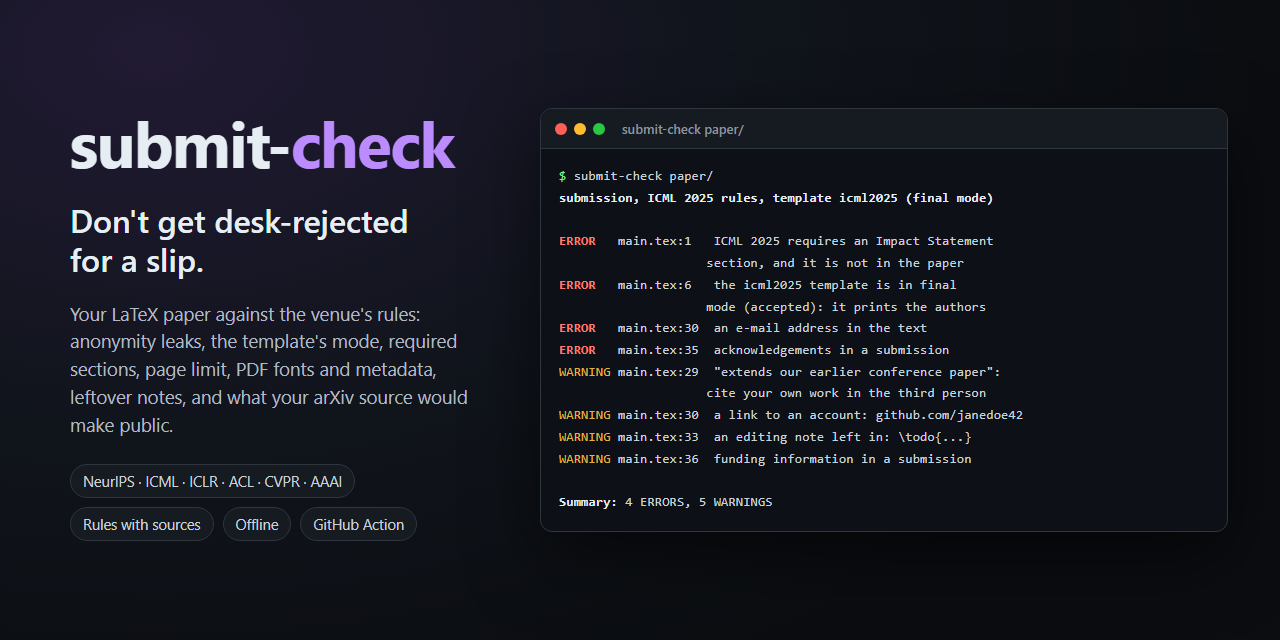 submit-check
Don't get desk-rejected
for a slip.
Your LaTeX paper against the venue's rules:
anonymity leaks, the template's mode, required
sections, page limit, PDF fonts and metadata,
leftover notes, and what your arXiv source would
make public.
NeurIPS · ICML · ICLR · ACL · CVPR · AAAI
Rules with sources
Offline
GitHub Action
submit-check paper/
$ submit-check paper/
submission, ICML 2025 rules, template icml2025 (final mode)
ERROR main.tex:1 ICML 2025 requires an Impact Statement
section, and it is not in the paper
ERROR main.tex:6 the icml2025 template is in final
mode (accepted): it prints the authors
ERROR main.tex:30 an e-mail address in the text
ERROR main.tex:35 acknowledgements in a submission
WARNING main.tex:29 "extends our earlier conference paper":
cite your own work in the third person
WARNING main.tex:30 a link to an account: github.com/janedoe42
WARNING main.tex:33 an editing note left in: \todo{...}
WARNING main.tex:36 funding information in a submission
Summary: 4 ERRORS, 5 WARNINGS